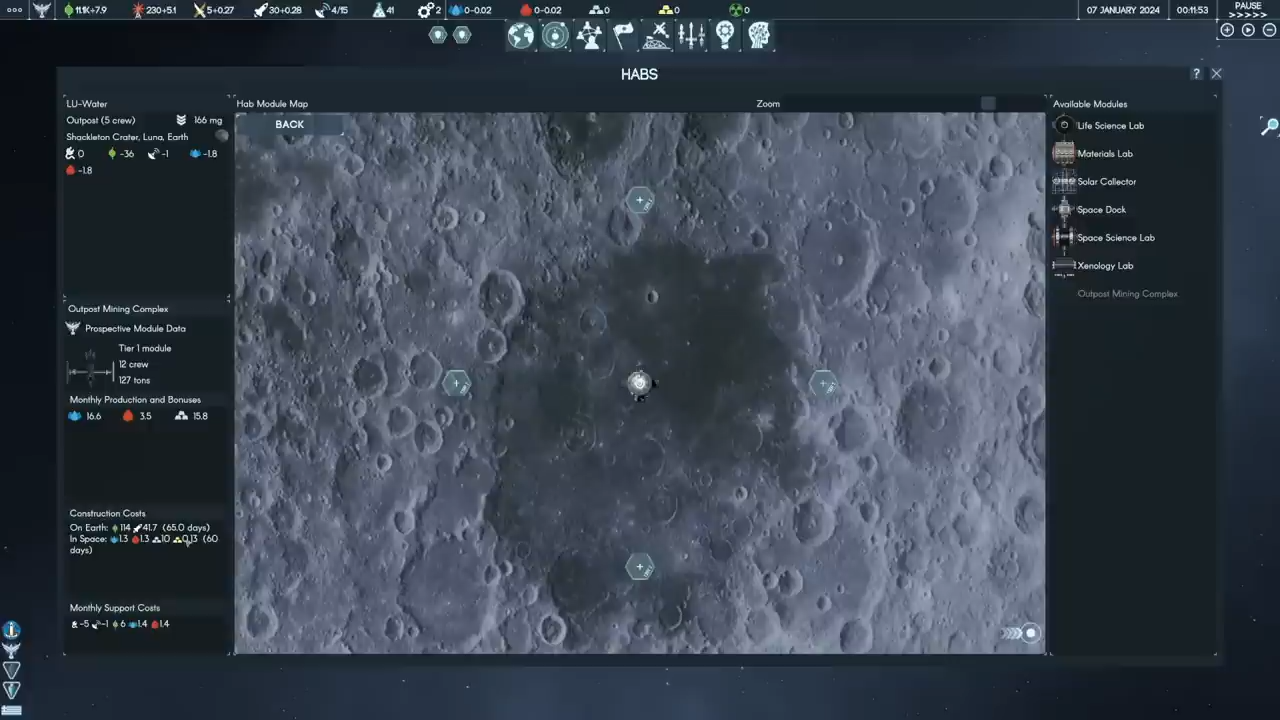 11.1K+7.9 230+5.1 5+0.27 30+0.28 4/15 41 2 0-0.02 0-0.02 0 0 0 07 JANUARY 2024 00:11:53 PAUSE
>>>>>
HABS
?
LU-Water
Outpost (5 crew) 166 mg
Shackleton Crater, Luna, Earth
0 -36 -1 -1.8
-1.8
Outpost Mining Complex
Prospective Module Data
Tier 1 module
12 crew
127 tons
Monthly Production and Bonuses
16.6 3.5 15.8
Construction Costs
On Earth: 114 41.7 (65.0 days)
In Space: 1.3 1.3 10 0.13 (60
days)
Monthly Support Costs
-5 -1 6 1.4 1.4
Hab Module Map
Zoom
BACK
Available Modules
Life Science Lab
Materials Lab
Solar Collector
Space Dock
Space Science Lab
Xenology Lab
Outpost Mining Complex